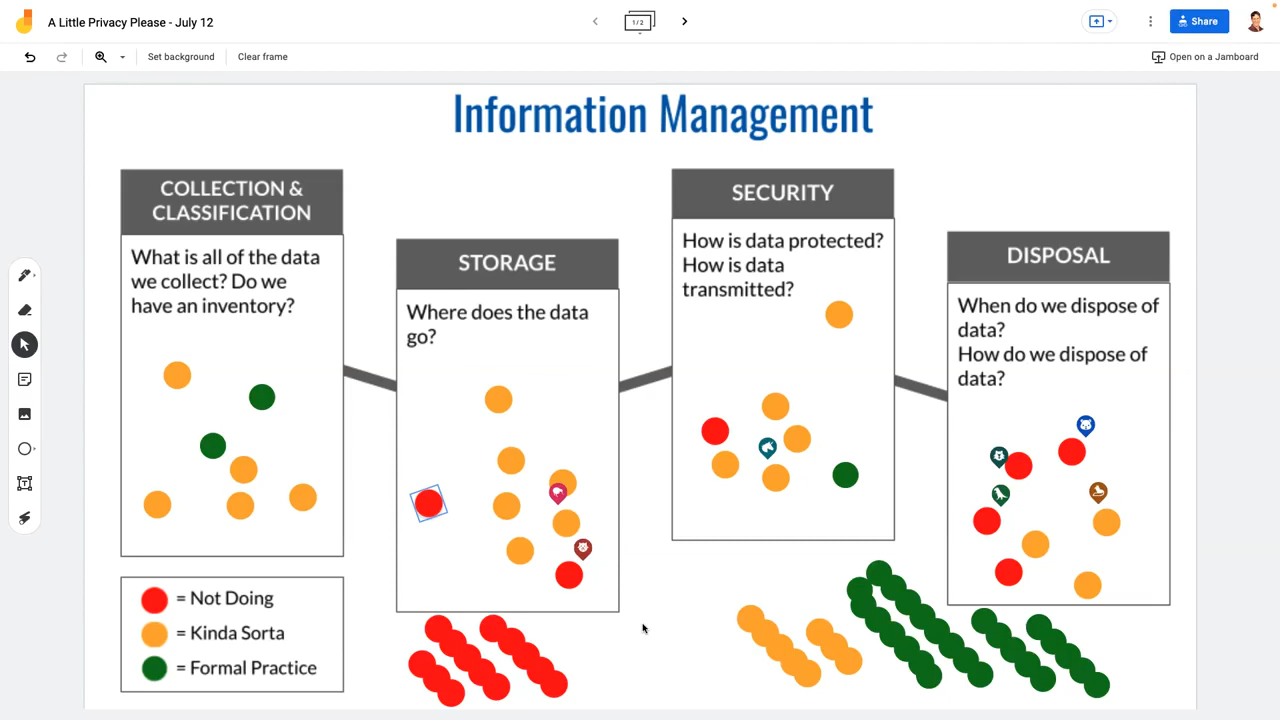 A Little Privacy Please - July 12
1/2
Share
Set background
Clear frame
Open on a Jamboard
Information Management
COLLECTION &
CLASSIFICATION
What is all of the data
we collect? Do we
have an inventory?
STORAGE
Where does the data
go?
SECURITY
How is data protected?
How is data
transmitted?
DISPOSAL
When do we dispose of
data?
How do we dispose of
data?
= Not Doing
= Kinda Sorta
= Formal Practice